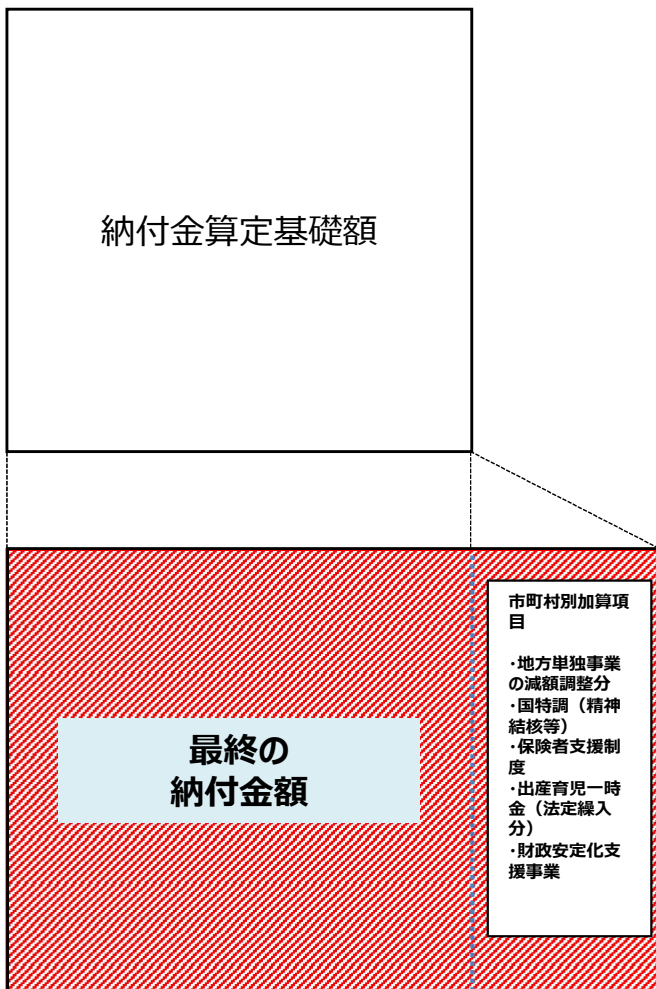 納付金算定基礎額
最終の
納付金額
市町村別加算項
目
・地方単独事業
の減額調整分
・国特調（精神
結核等）
・保険者支援制
度
・出産育児一時
金（法定繰入
分）
・財政安定化支
援事業